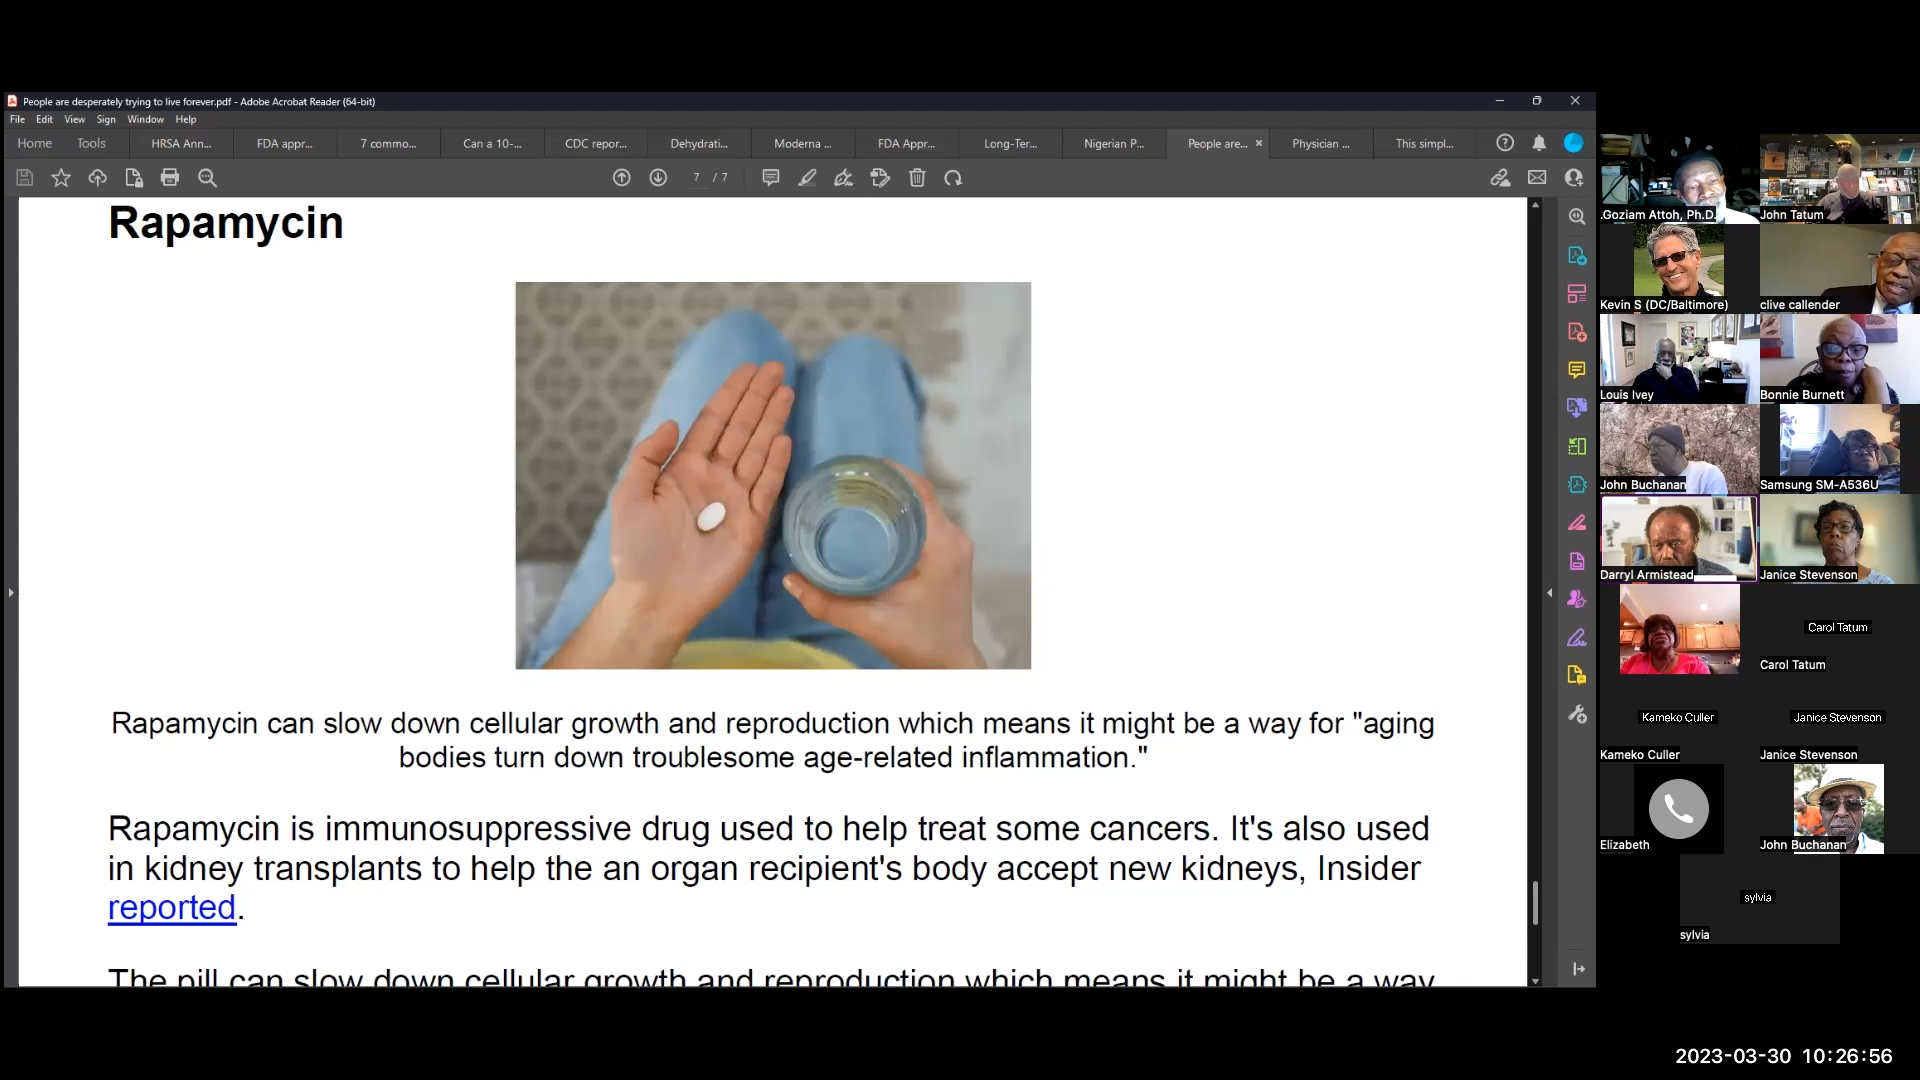 People are desperately trying to live forever.pdf - Adobe Acrobat Reader (64-bit)
File Edit View Sign Window Help
Home Tools HRSA Ann... FDA appr... 7 commo... Can a 10-... CDC repor... Dehydrati... Moderna ... FDA Appr... Long-Ter... Nigerian P... People are... × Physician ... This simpl...
7 / 7
Rapamycin
Rapamycin can slow down cellular growth and reproduction which means it might be a way for "aging
bodies turn down troublesome age-related inflammation."
Rapamycin is immunosuppressive drug used to help treat some cancers. It's also used
in kidney transplants to help the an organ recipient's body accept new kidneys, Insider
reported.
The pill can slow down cellular growth and reproduction which means it might be a way
.Goziam Attoh, Ph.D.
John Tatum
Kevin S (DC/Baltimore)
clive callender
Louis Ivey
Bonnie Burnett
John Buchanan
Samsung SM-A536U
Darryl Armistead
Janice Stevenson
Carol Tatum
Carol Tatum
Kameko Culler
Janice Stevenson
Kameko Culler
Janice Stevenson
Elizabeth
John Buchanan
sylvia
sylvia
2023-03-30 10:26:56